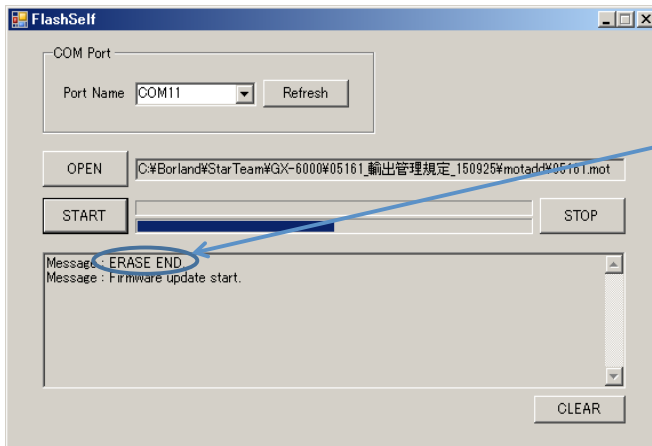 FlashSelf
COM Port
Port Name COM11 Refresh
OPEN C:¥Borland¥StarTeam¥GX-6000¥05161_輸出管理規定_150925¥motadd¥05161.mot
START STOP
Message : ERASE END
Message : Firmware update start.
CLEAR